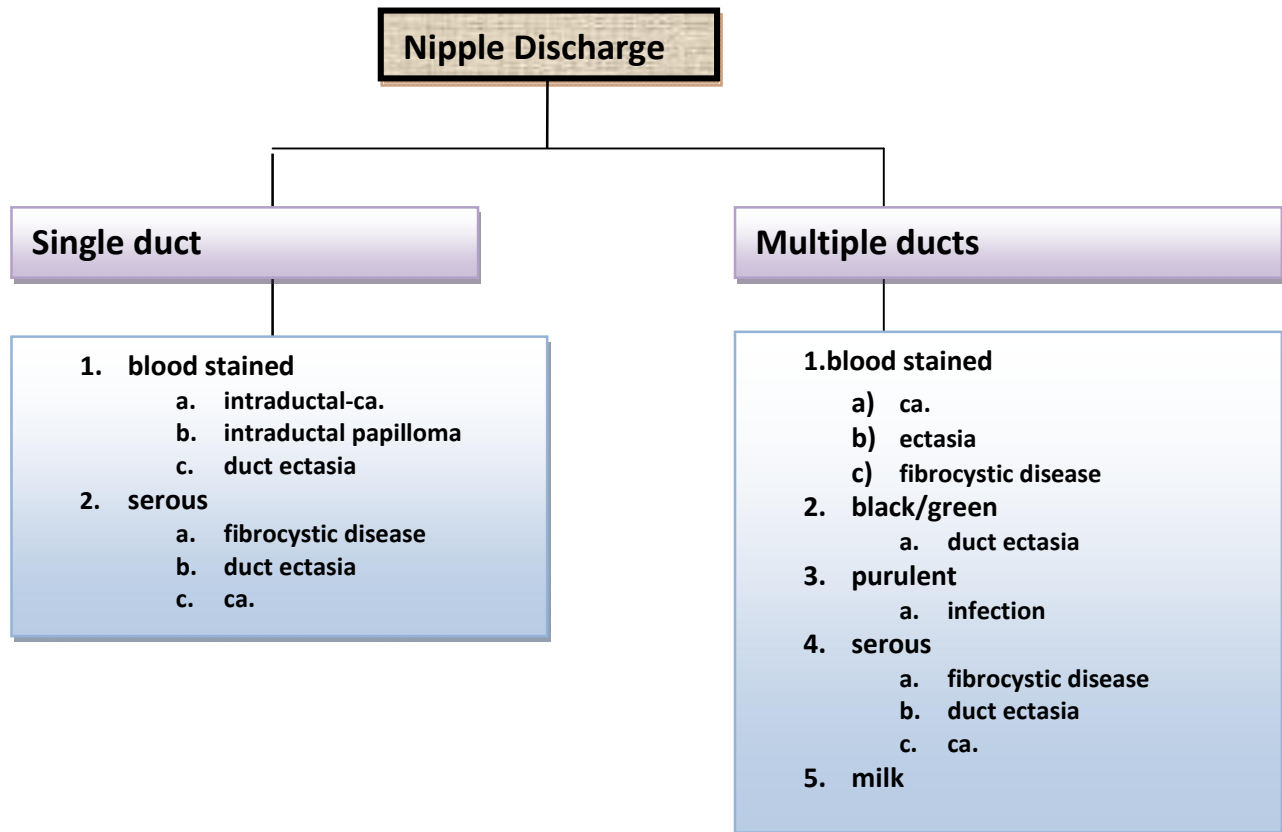 Nipple Discharge
Single duct
1. blood stained
a. intraductal-ca.
b. intraductal papilloma
c. duct ectasia
2. serous
a. fibrocystic disease
b. duct ectasia
c. ca.
Multiple ducts
1.blood stained
a) ca.
b) ectasia
c) fibrocystic disease
2. black/green
a. duct ectasia
3. purulent
a. infection
4. serous
a. fibrocystic disease
b. duct ectasia
c. ca.
5. milk